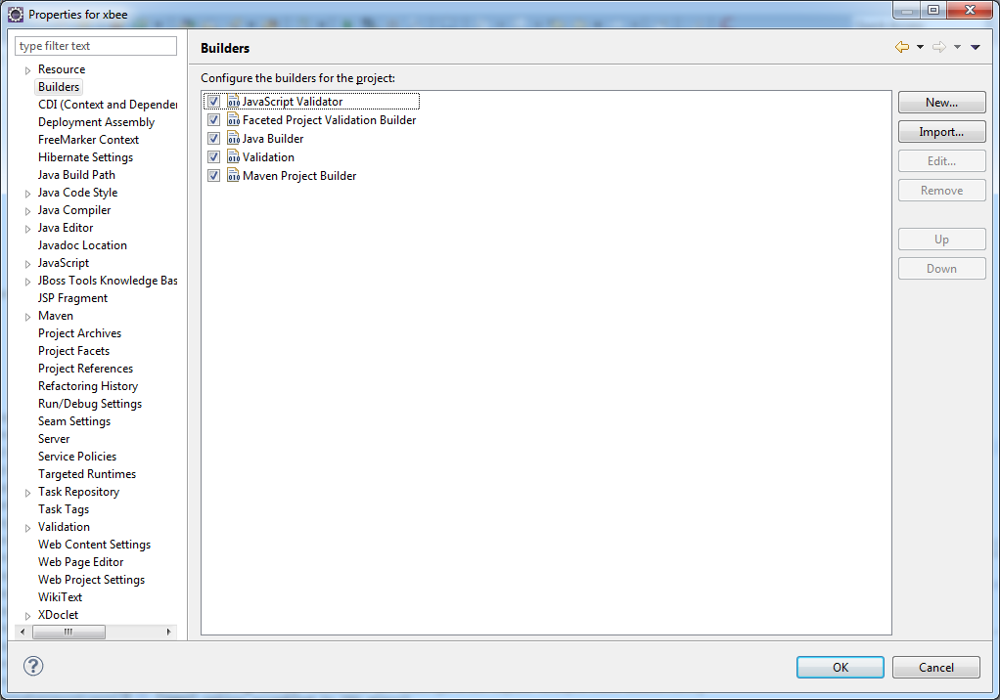 Properties for xbee
type filter text
Resource
Builders
CDI (Context and Depender
Deployment Assembly
FreeMarker Context
Hibernate Settings
Java Build Path
Java Code Style
Java Compiler
Java Editor
Javadoc Location
JavaScript
JBoss Tools Knowledge Bas
JSP Fragment
Maven
Project Archives
Project Facets
Project References
Refactoring History
Run/Debug Settings
Seam Settings
Server
Service Policies
Targeted Runtimes
Task Repository
Task Tags
Validation
Web Content Settings
Web Page Editor
Web Project Settings
WikiText
XDoclet
Builders
Configure the builders for the project:
JavaScript Validator
Faceted Project Validation Builder
Java Builder
Validation
Maven Project Builder
New...
Import...
Edit...
Remove
Up
Down
OK
Cancel